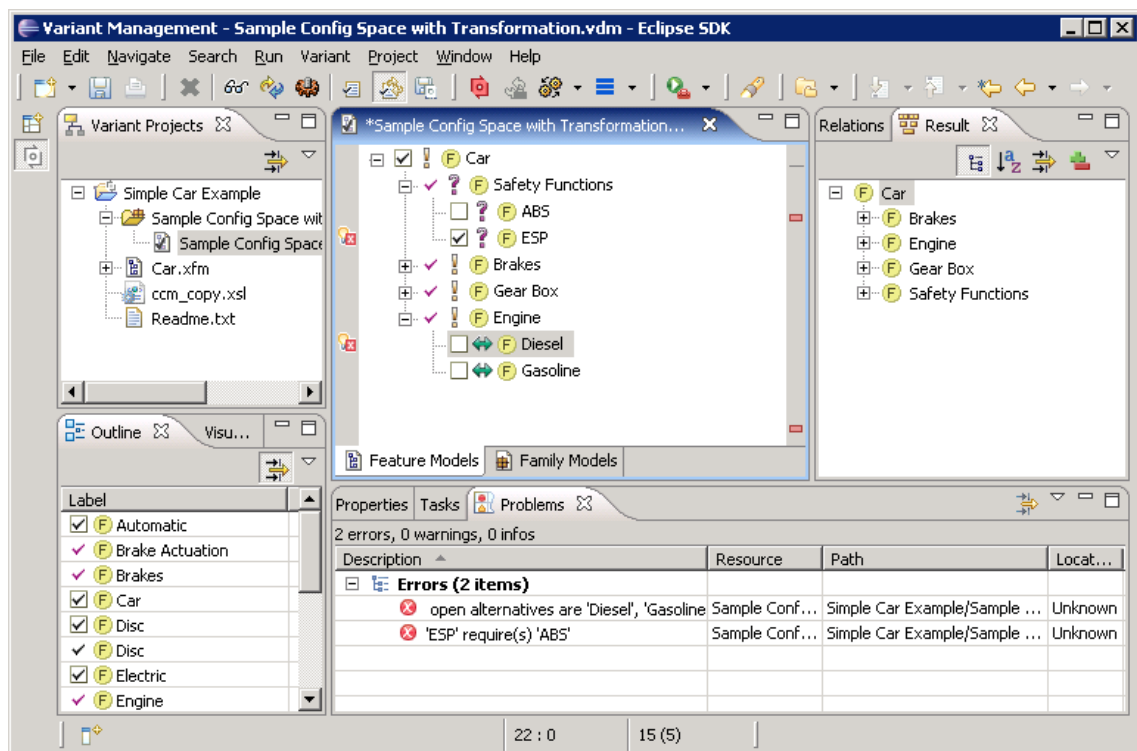 Variant Management - Sample Config Space with Transformation.vdm - Eclipse SDK
File Edit Navigate Search Run Variant Project Window Help
Variant Projects
Simple Car Example
Sample Config Space wit
Sample Config Space
Car.xfm
ccm_copy.xsl
Readme.txt
*Sample Config Space with Transformation...
F Car
F Safety Functions
F ABS
F ESP
F Brakes
F Gear Box
F Engine
F Diesel
F Gasoline
Feature Models Family Models
Relations Result
F Car
F Brakes
F Engine
F Gear Box
F Safety Functions
Outline Visu...
Label
F Automatic
F Brake Actuation
F Brakes
F Car
F Disc
F Disc
F Electric
F Engine
Properties Tasks Problems
2 errors, 0 warnings, 0 infos
Description Resource Path Locat...
Errors (2 items)
open alternatives are 'Diesel', 'Gasoline Sample Conf... Simple Car Example/Sample ... Unknown
'ESP' require(s) 'ABS' Sample Conf... Simple Car Example/Sample ... Unknown
22 : 0 15 (5)